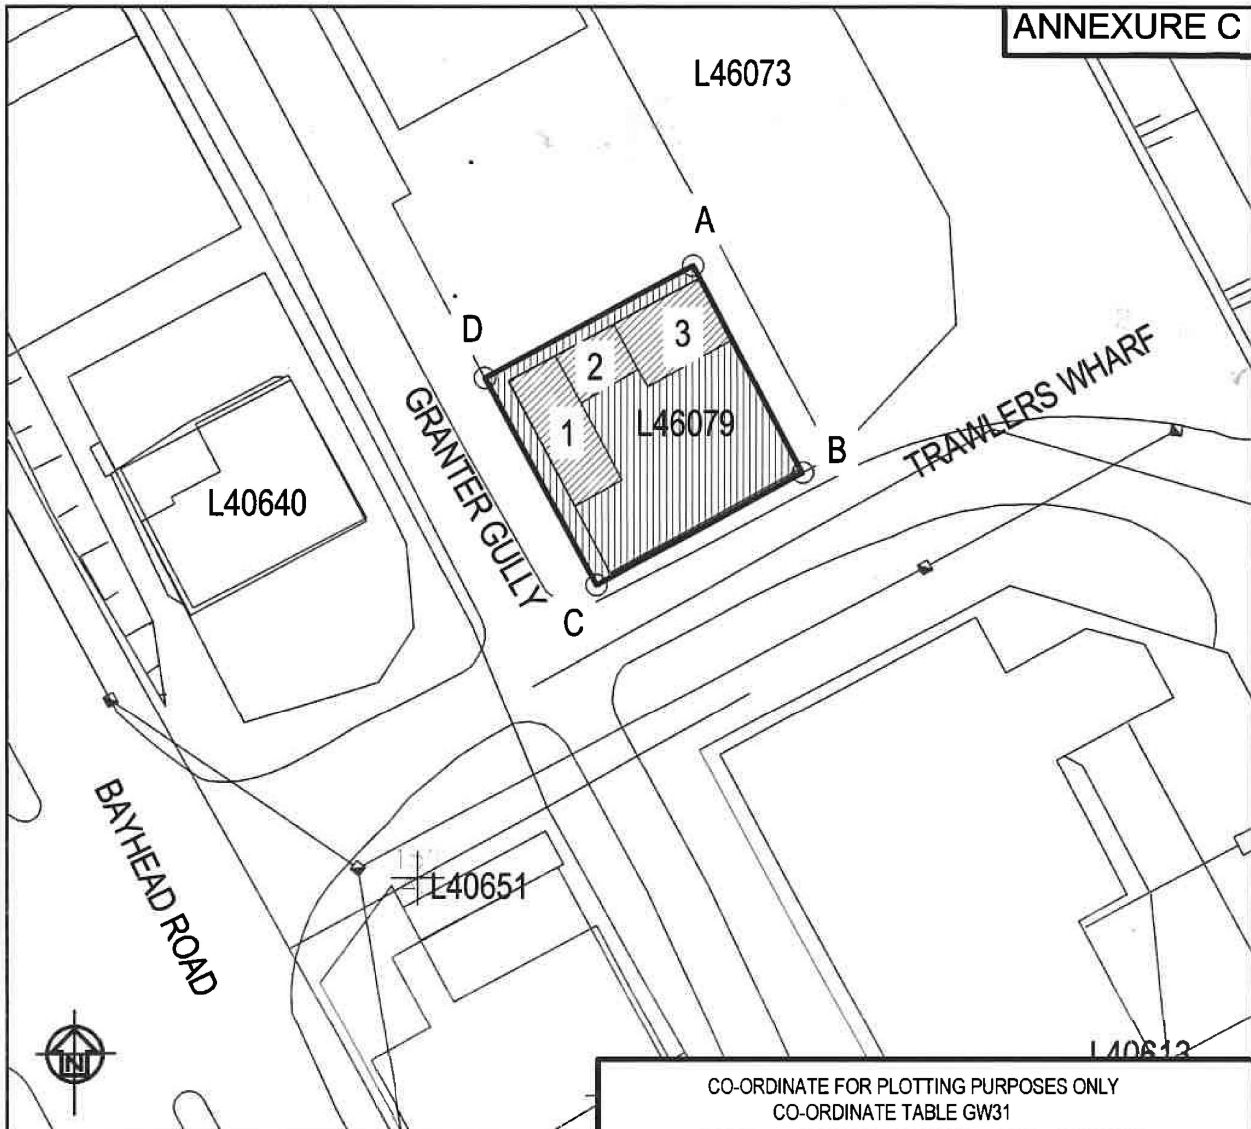 ANNEXURE C
L46073
A
D
3
2
1
L46079
B
C
GRANTER GULLY
TRAWLERS WHARF
L40640
BAYHEAD ROAD
L40651
N
L40613
CO-ORDINATE FOR PLOTTING PURPOSES ONLY
CO-ORDINATE TABLE GW31